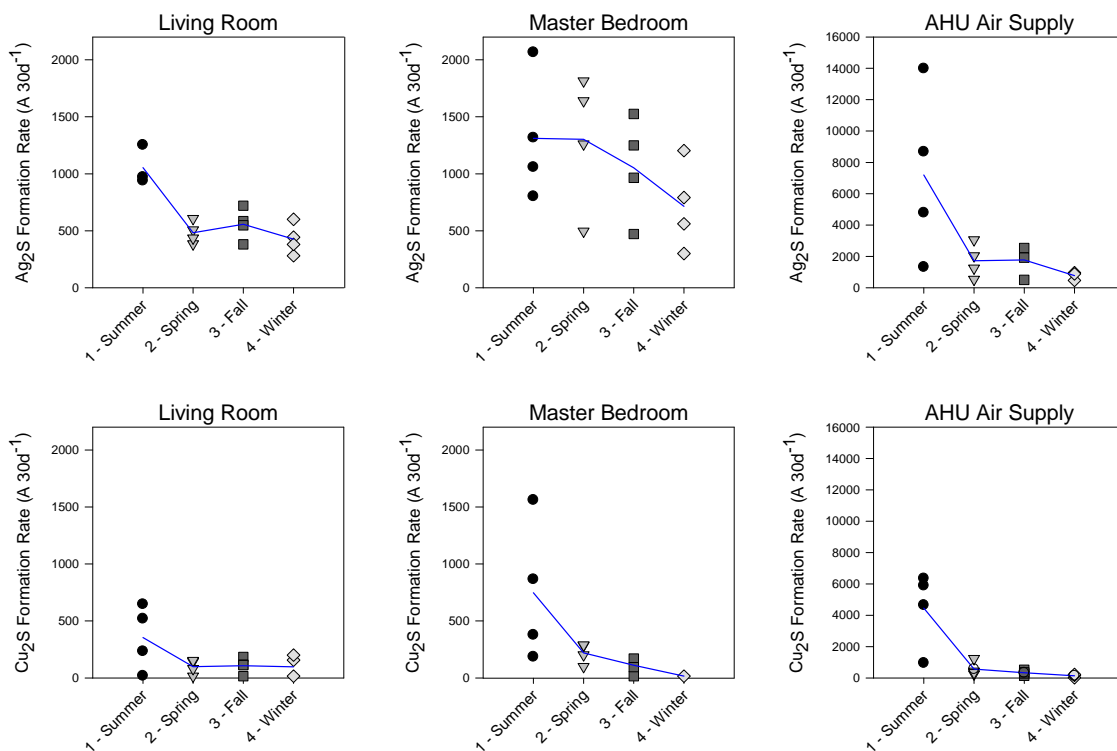 Living Room
Ag2S Formation Rate (A 30d-1)
2000
1500
1000
500
0
1 - Summer
2 - Spring
3 - Fall
4 - Winter
Master Bedroom
Ag2S Formation Rate (A 30d-1)
2000
1500
1000
500
0
1 - Summer
2 - Spring
3 - Fall
4 - Winter
AHU Air Supply
Ag2S Formation Rate (A 30d-1)
16000
14000
12000
10000
8000
6000
4000
2000
0
1 - Summer
2 - Spring
3 - Fall
4 - Winter
Living Room
Cu2S Formation Rate (A 30d-1)
2000
1500
1000
500
0
1 - Summer
2 - Spring
3 - Fall
4 - Winter
Master Bedroom
Cu2S Formation Rate (A 30d-1)
2000
1500
1000
500
0
1 - Summer
2 - Spring
3 - Fall
4 - Winter
AHU Air Supply
Cu2S Formation Rate (A 30d-1)
16000
14000
12000
10000
8000
6000
4000
2000
0
1 - Summer
2 - Spring
3 - Fall
4 - Winter